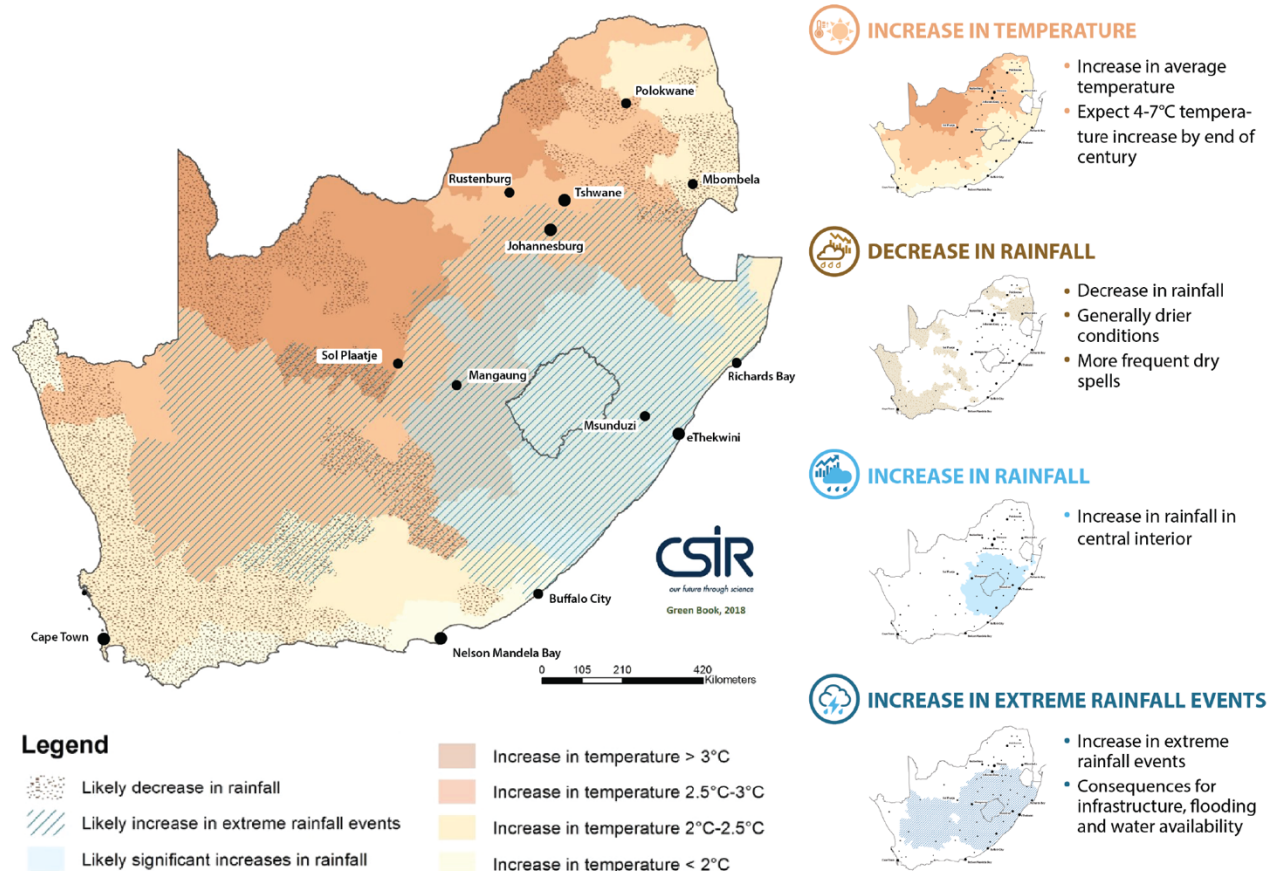 Polokwane
Mbombela
Rustenburg
Tshwane
Johannesburg
Sol Plaatje
Mangaung
Richards Bay
Msunduzi
eThekwini
CSIR
our future through science
Green Book, 2018
Buffalo City
Cape Town
Nelson Mandela Bay
0 105 210 420
Kilometers
Legend
Likely decrease in rainfall
Likely increase in extreme rainfall events
Likely significant increases in rainfall
Increase in temperature > 3°C
Increase in temperature 2.5°C-3°C
Increase in temperature 2°C-2.5°C
Increase in temperature < 2°C
INCREASE IN TEMPERATURE
• Increase in average
temperature
• Expect 4-7°C tempera-
ture increase by end of
century
DECREASE IN RAINFALL
• Decrease in rainfall
• Generally drier
conditions
• More frequent dry
spells
INCREASE IN RAINFALL
• Increase in rainfall in
central interior
INCREASE IN EXTREME RAINFALL EVENTS
• Increase in extreme
rainfall events
• Consequences for
infrastructure, flooding
and water availability